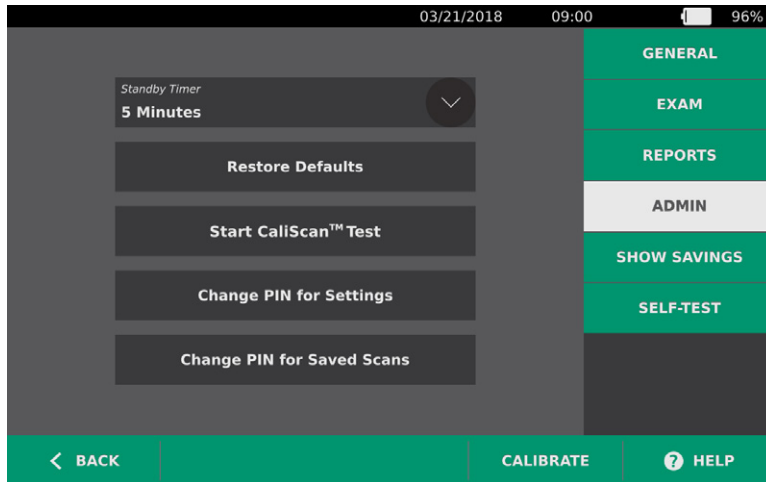 03/21/2018 09:00 96%
GENERAL
Standby Timer
5 Minutes
EXAM
Restore Defaults
REPORTS
ADMIN
Start CaliScan™ Test
SHOW SAVINGS
Change PIN for Settings
SELF-TEST
Change PIN for Saved Scans
BACK
CALIBRATE
? HELP